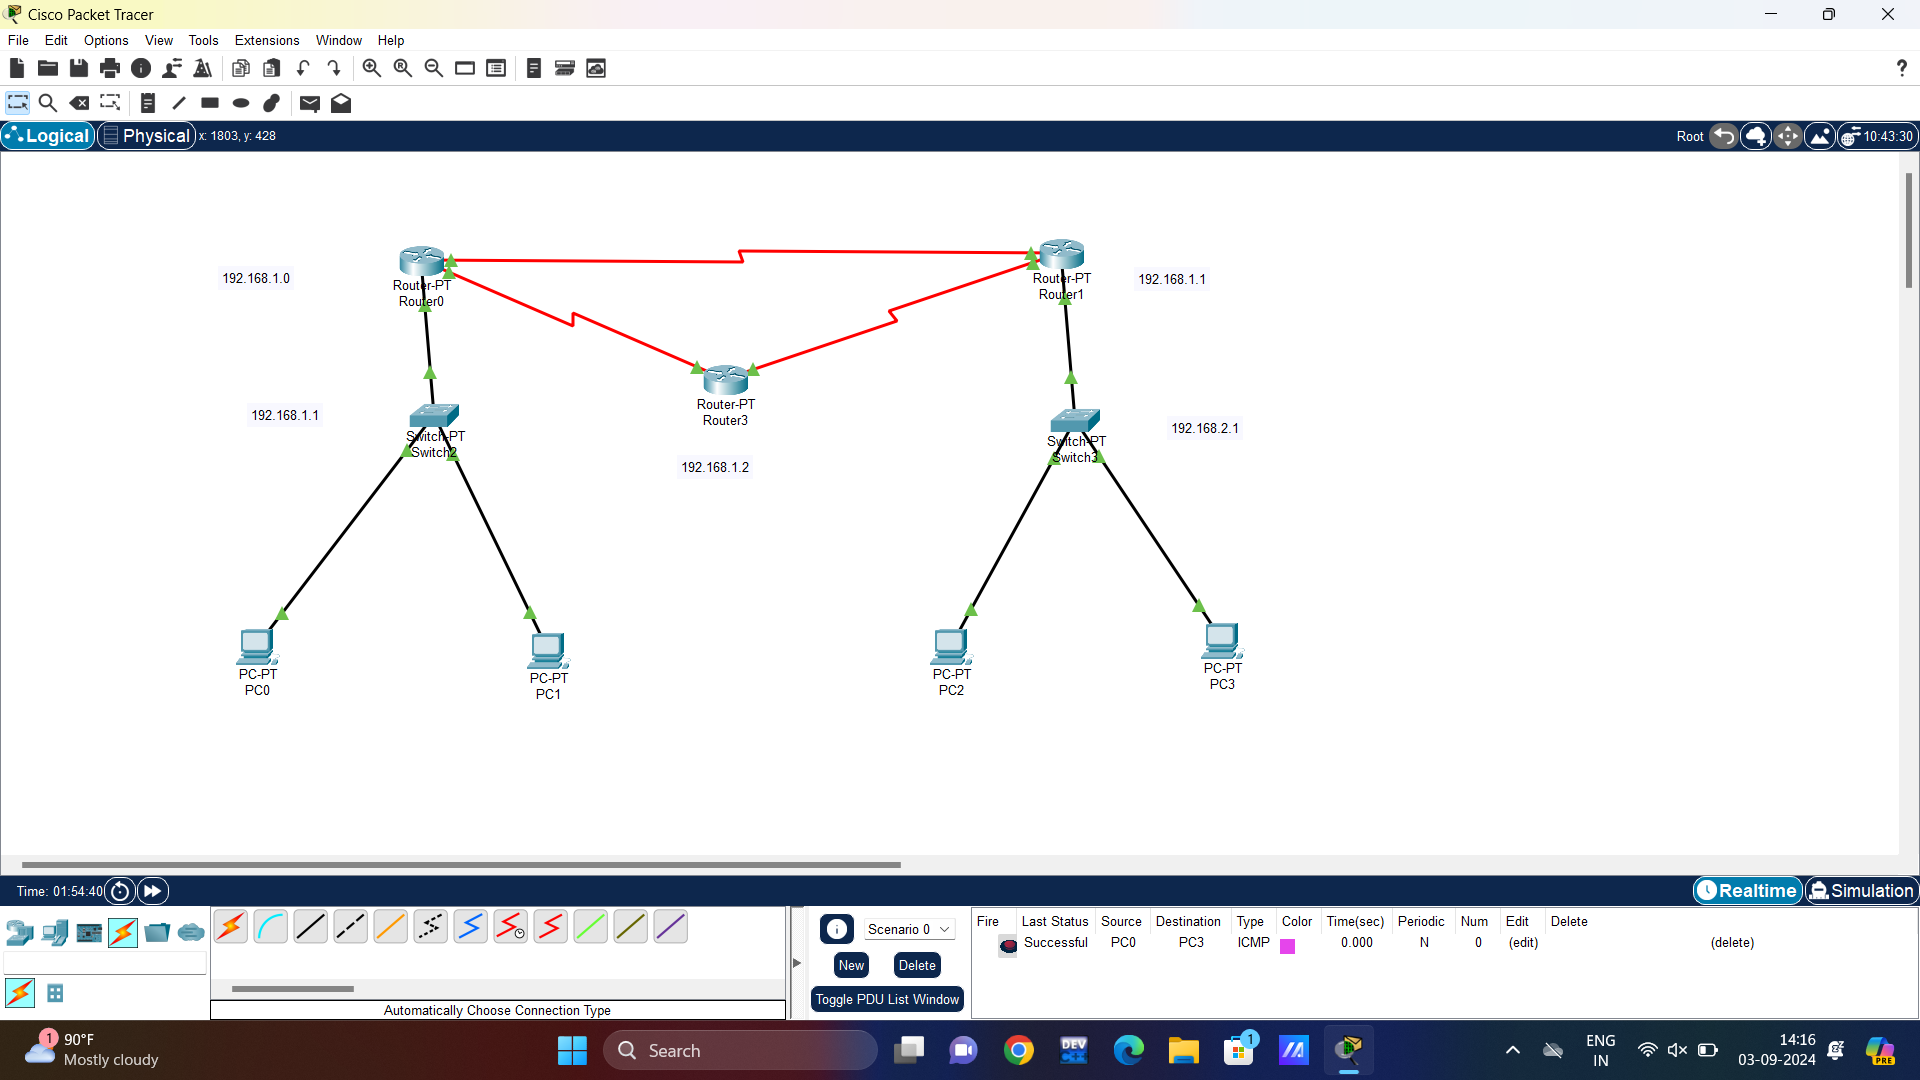 Cisco Packet Tracer
File Edit Options View Tools Extensions Window Help
?
Logical Physical x: 1803, y: 428 Root 10:43:30
192.168.1.0
Router-PT
Router0
Router-PT
Router1
192.168.1.1
Router-PT
Router3
192.168.1.1
Switch-PT
Switch2
192.168.1.2
Switch-PT
Switch3
192.168.2.1
PC-PT
PC0
PC-PT
PC1
PC-PT
PC2
PC-PT
PC3
Time: 01:54:40 Realtime Simulation
Automatically Choose Connection Type
Scenario 0
New Delete
Toggle PDU List Window
Fire Last Status Source Destination Type Color Time(sec) Periodic Num Edit Delete
Successful PC0 PC3 ICMP 0.000 N 0 (edit) (delete)
1
90°F
Mostly cloudy
Search
DEV
C++
1
PRE
ENG
IN
14:16
03-09-2024